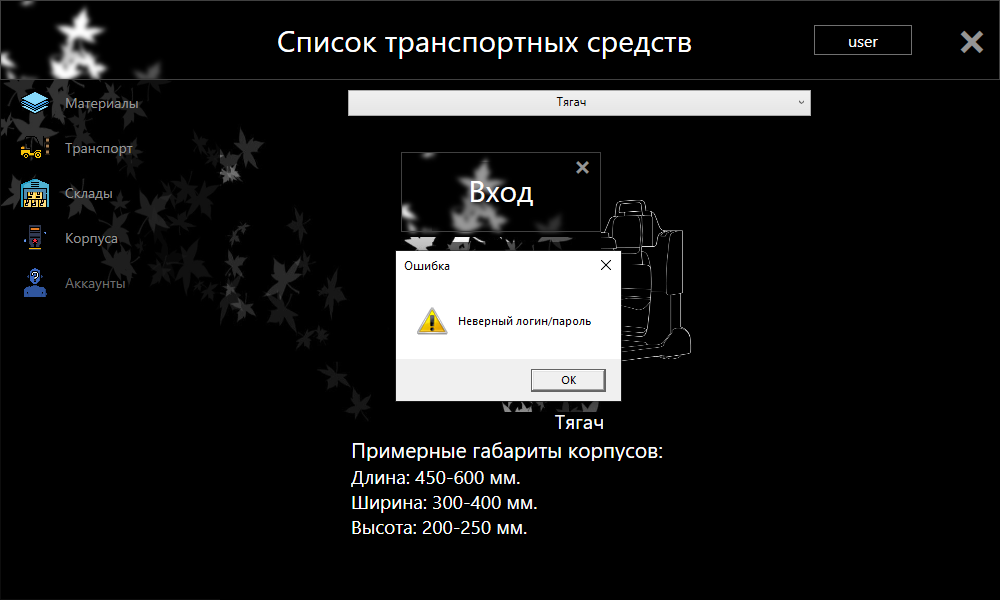 Список транспортных средств
user
Материалы
Транспорт
Склады
Корпуса
Аккаунты
Тягач
Вход
Ошибка
Неверный логин/пароль
ОК
Тягач
Примерные габариты корпусов:
Длина: 450-600 мм.
Ширина: 300-400 мм.
Высота: 200-250 мм.